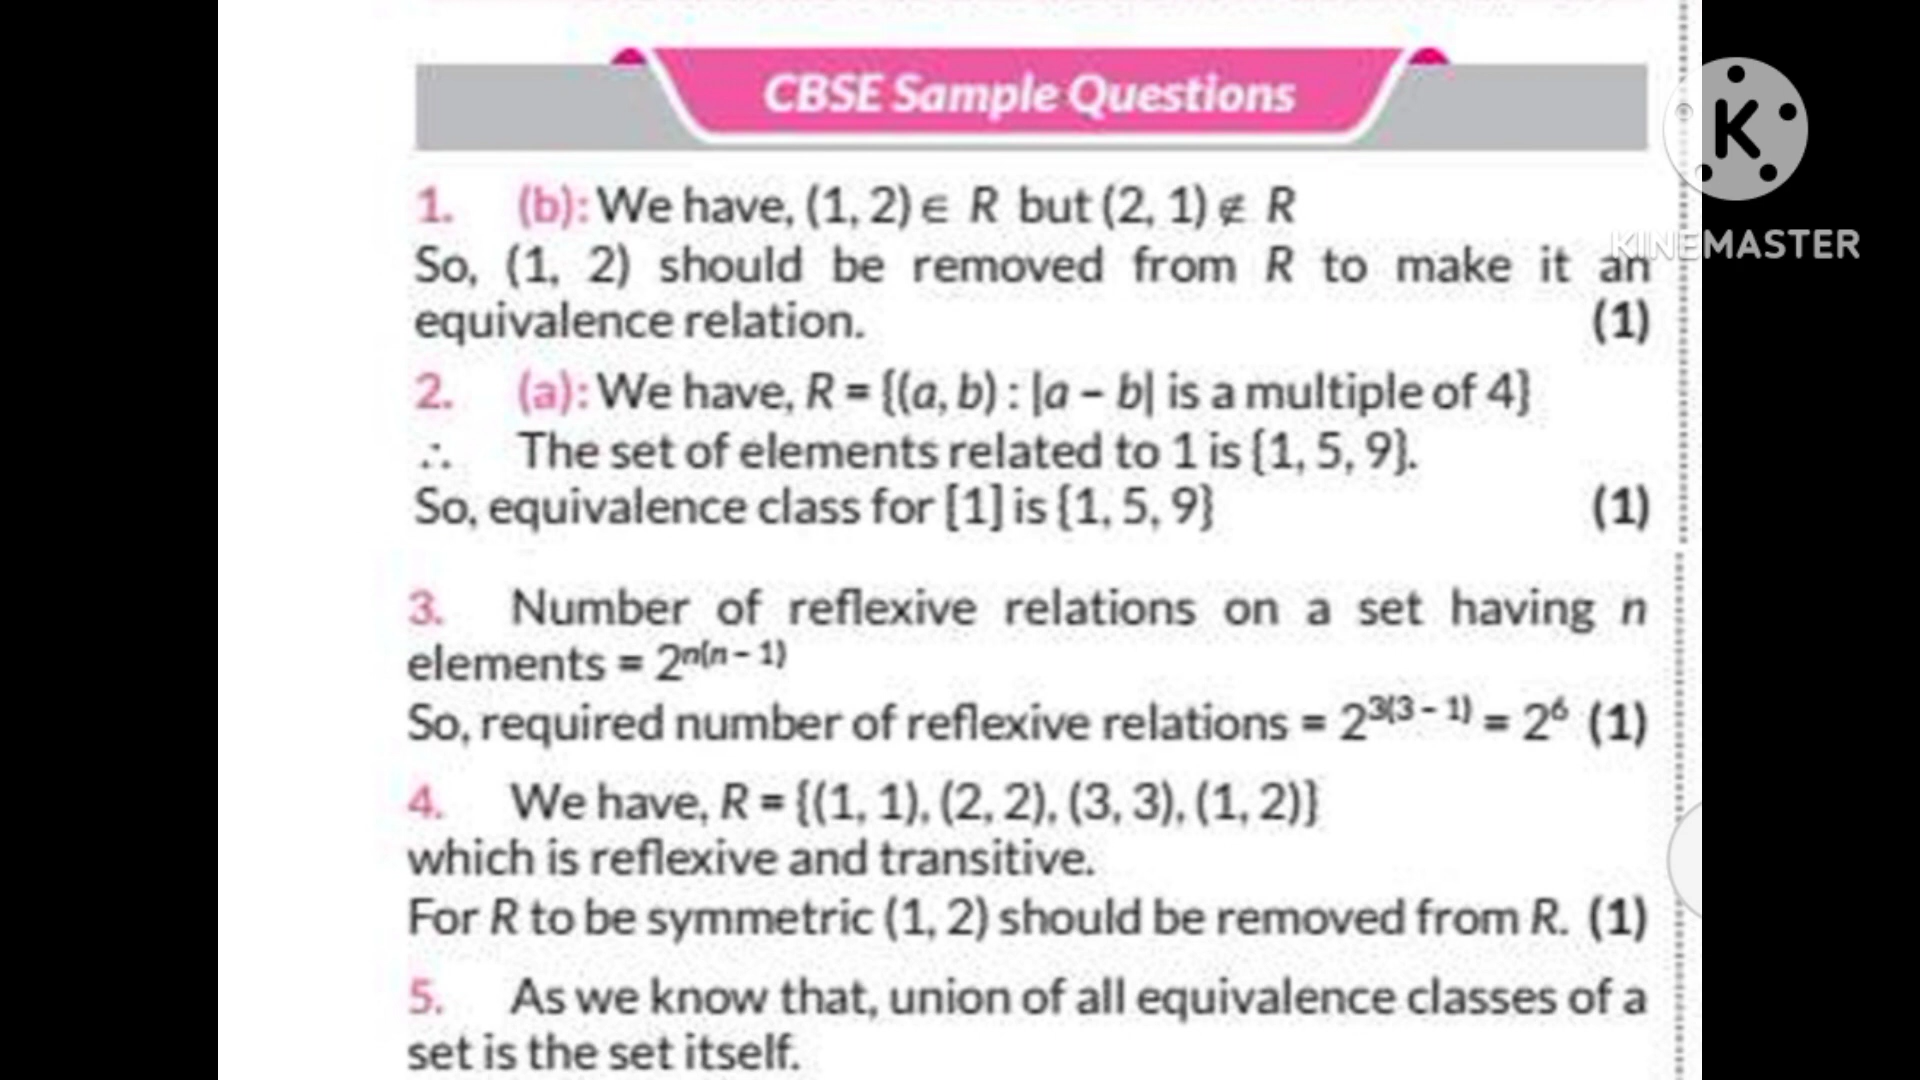 CBSE Sample Questions
K
KINEMASTER
1. (b): We have, (1, 2) ∈ R but (2, 1) ∉ R
So, (1, 2) should be removed from R to make it an
equivalence relation. (1)
2. (a): We have, R = {(a, b) : |a – b| is a multiple of 4}
∴ The set of elements related to 1 is {1, 5, 9}.
So, equivalence class for [1] is {1, 5, 9} (1)
3. Number of reflexive relations on a set having n
elements = 2^{n(n – 1)}
So, required number of reflexive relations = 2^{3(3 – 1)} = 2^6 (1)
4. We have, R = {(1, 1), (2, 2), (3, 3), (1, 2)}
which is reflexive and transitive.
For R to be symmetric (1, 2) should be removed from R. (1)
5. As we know that, union of all equivalence classes of a
set is the set itself.